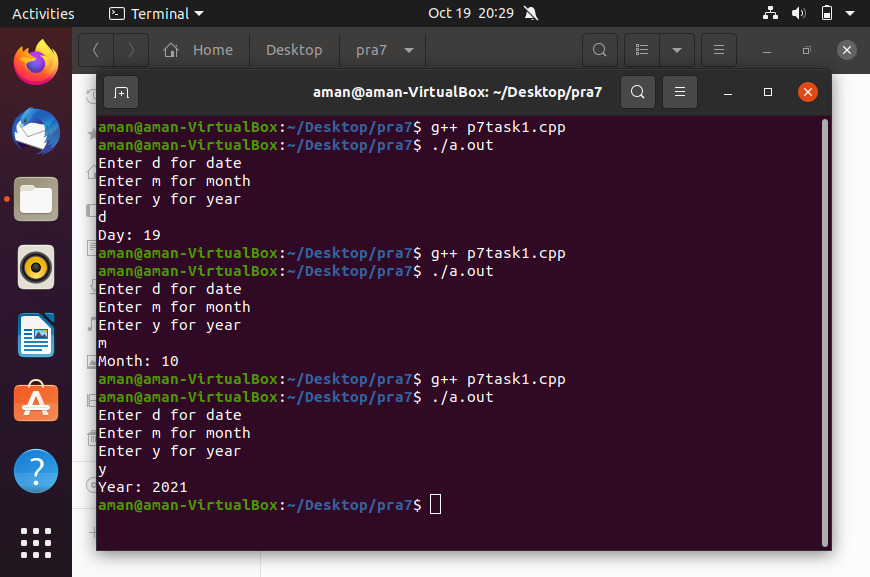 Activities Terminal Oct 19 20:29
Home Desktop pra7
aman@aman-VirtualBox: ~/Desktop/pra7
aman@aman-VirtualBox:~/Desktop/pra7$ g++ p7task1.cpp
aman@aman-VirtualBox:~/Desktop/pra7$ ./a.out
Enter d for date
Enter m for month
Enter y for year
d
Day: 19
aman@aman-VirtualBox:~/Desktop/pra7$ g++ p7task1.cpp
aman@aman-VirtualBox:~/Desktop/pra7$ ./a.out
Enter d for date
Enter m for month
Enter y for year
m
Month: 10
aman@aman-VirtualBox:~/Desktop/pra7$ g++ p7task1.cpp
aman@aman-VirtualBox:~/Desktop/pra7$ ./a.out
Enter d for date
Enter m for month
Enter y for year
y
Year: 2021
aman@aman-VirtualBox:~/Desktop/pra7$